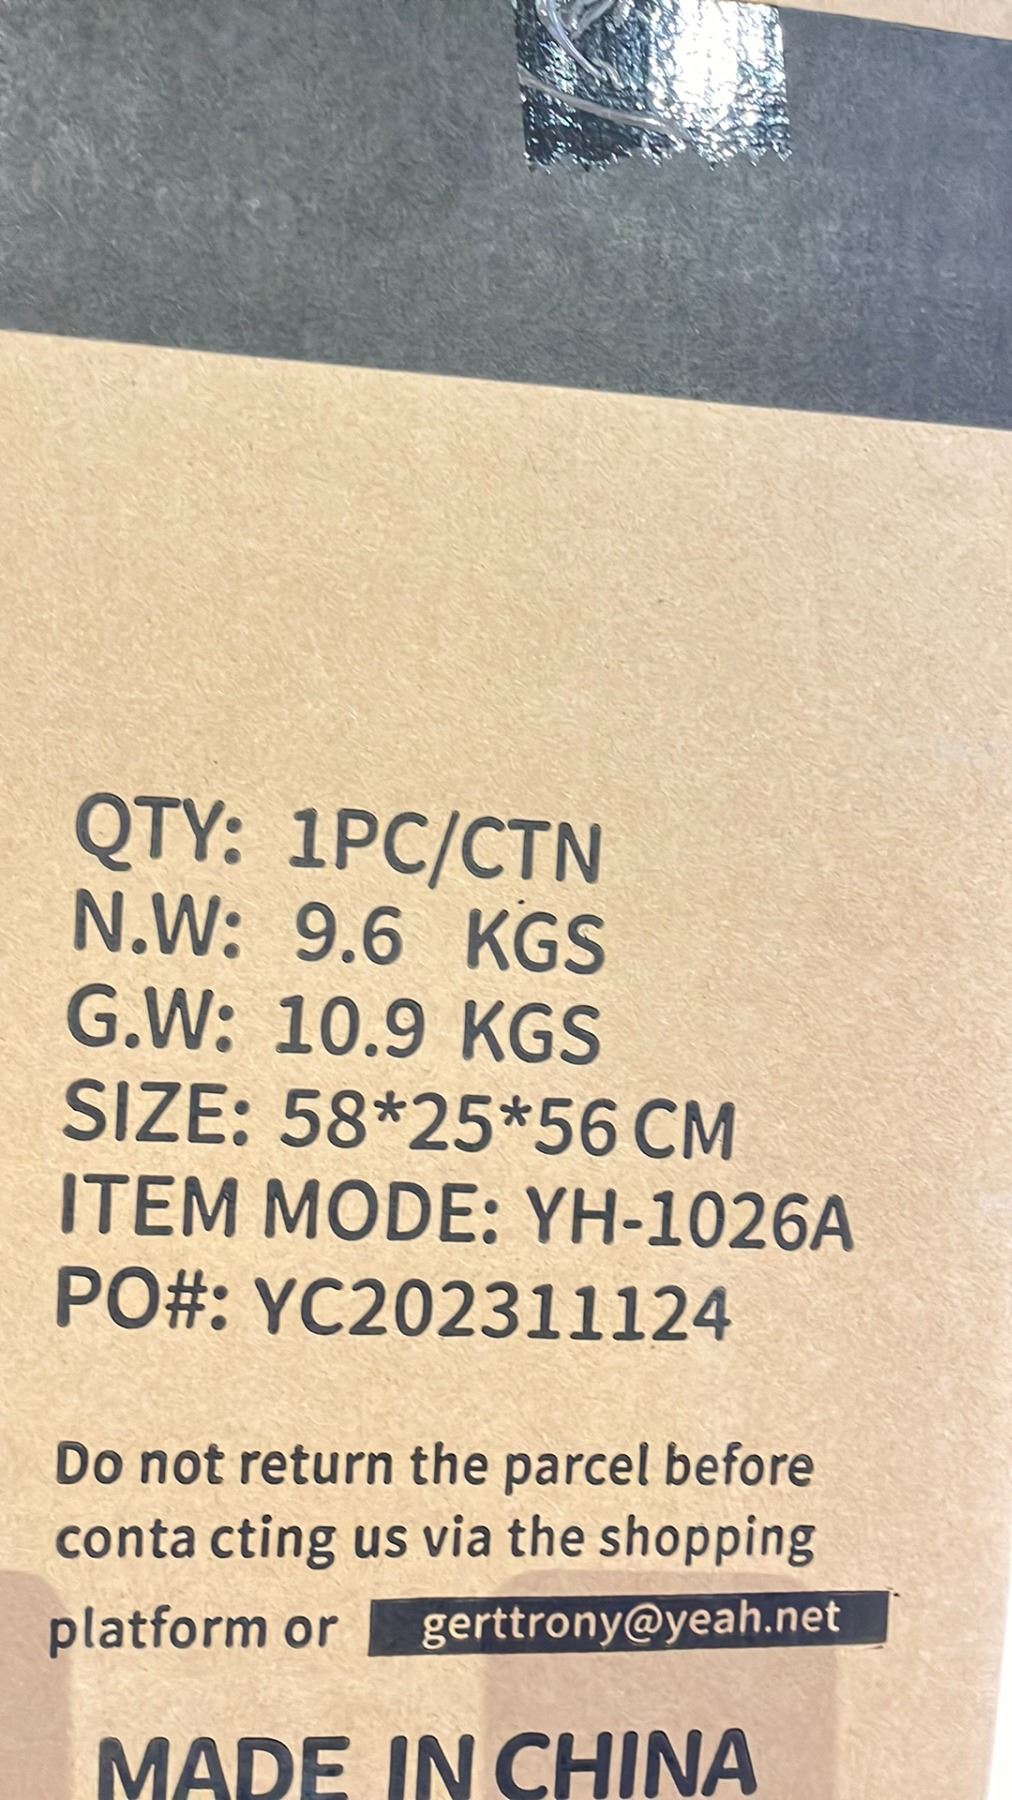 QTY: 1PC/CTN
N.W: 9.6 KGS
G.W: 10.9 KGS
SIZE: 58*25*56 CM
ITEM MODE: YH-1026A
PO#: YC202311124
Do not return the parcel before
conta cting us via the shopping
platform or gerttrony@yeah.net
MADE IN CHINA